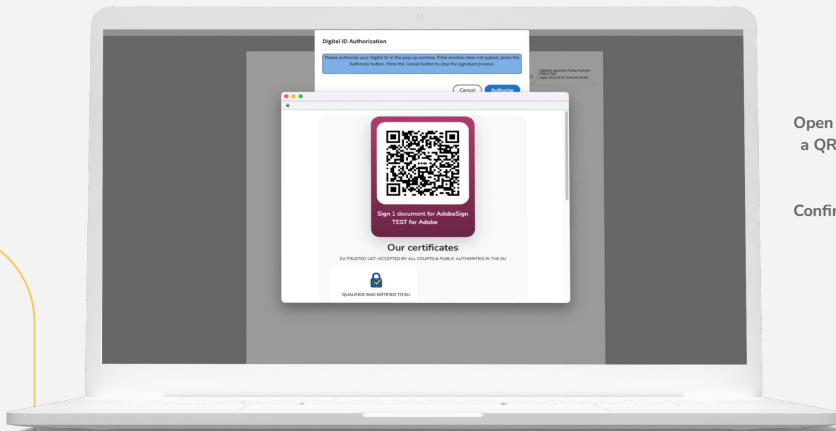 Digital ID Authorization
Please authorize your Digital ID in the pop-up window. If the window does not appear, press the
Authorize button. Press the Cancel button to stop the signature process.
Cancel Authorize
Sign 1 document for AdobeSign
TEST for Adobe
Our certificates
EU TRUSTED LIST: ACCEPTED BY ALL COURTS & PUBLIC AUTHORITIES IN THE EU
QUALIFIED AND NOTIFIED TO EU
Open
a QR
Confir